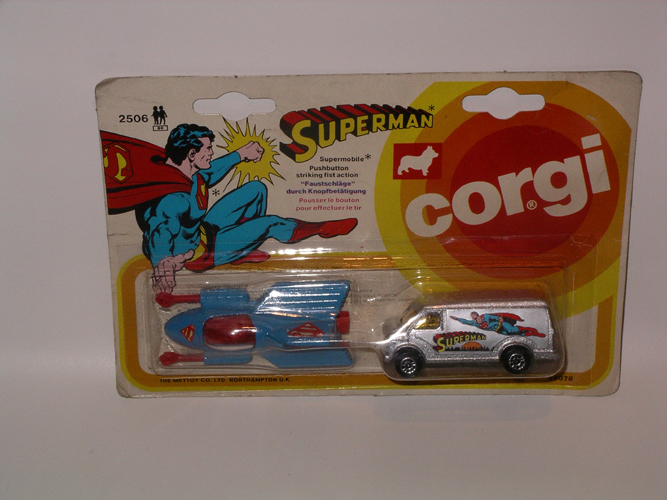 2506
SUPERMAN*
Supermobile*
Pushbutton
striking fist action
"Faustschläge"
durch Knopfbetätigung
Pousser le bouton
pour effectuer le tir
corgi
®
SUPERMAN
THE METTOY CO. LTD. NORTHAMPTON U.K.